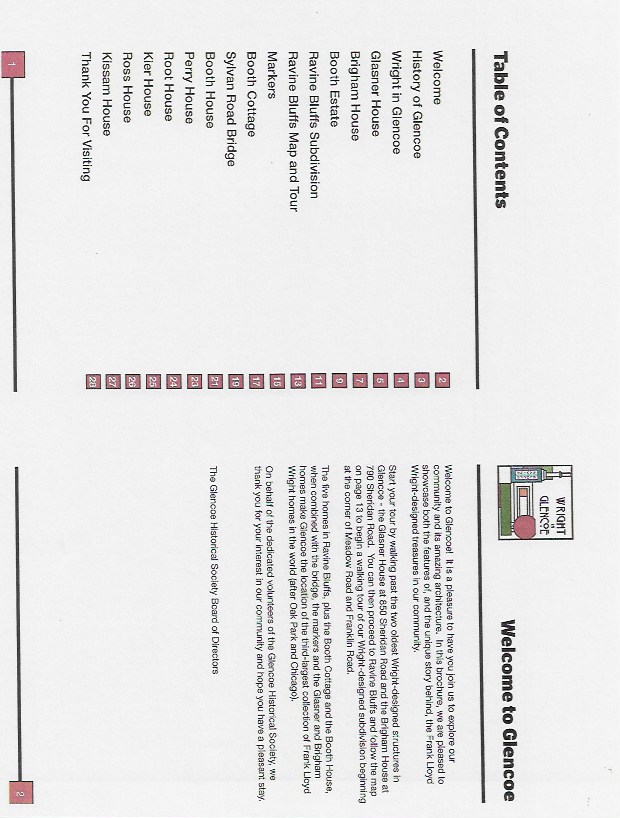 Table of Contents
Welcome 2
History of Glencoe 3
Wright in Glencoe 4
Glasner House 5
Brigham House 7
Booth Estate 9
Ravine Bluffs Subdivision 11
Ravine Bluffs Map and Tour 13
Markers 15
Booth Cottage 17
Sylvan Road Bridge 19
Booth House 21
Perry House 23
Root House 24
Kier House 25
Ross House 26
Kissam House 27
Thank You For Visiting 28
1
WRIGHT
GLENCOE
Welcome to Glencoe
Welcome to Glencoe! It is a pleasure to have you join us to explore our
community and its amazing architecture. In this brochure, we are pleased to
showcase both the features of, and the unique story behind, the Frank Lloyd
Wright-designed treasures in our community.
Start your tour by walking past the two oldest Wright-designed structures in
Glencoe - the Glasner House at 850 Sheridan Road and the Brigham House at
790 Sheridan Road. You can then proceed to Ravine Bluffs and follow the map
on page 13 to begin a walking tour of our Wright-designed subdivision beginning
at the corner of Meadow Road and Franklin Road.
The five homes in Ravine Bluffs, plus the Booth Cottage and the Booth House,
when combined with the bridge, the markers and the Glasner and Brigham
homes make Glencoe the location of the third-largest collection of Frank Lloyd
Wright homes in the world (after Oak Park and Chicago).
On behalf of the dedicated volunteers of the Glencoe Historical Society, we
thank you for your interest in our community and hope you have a pleasant stay.
The Glencoe Historical Society Board of Directors
2